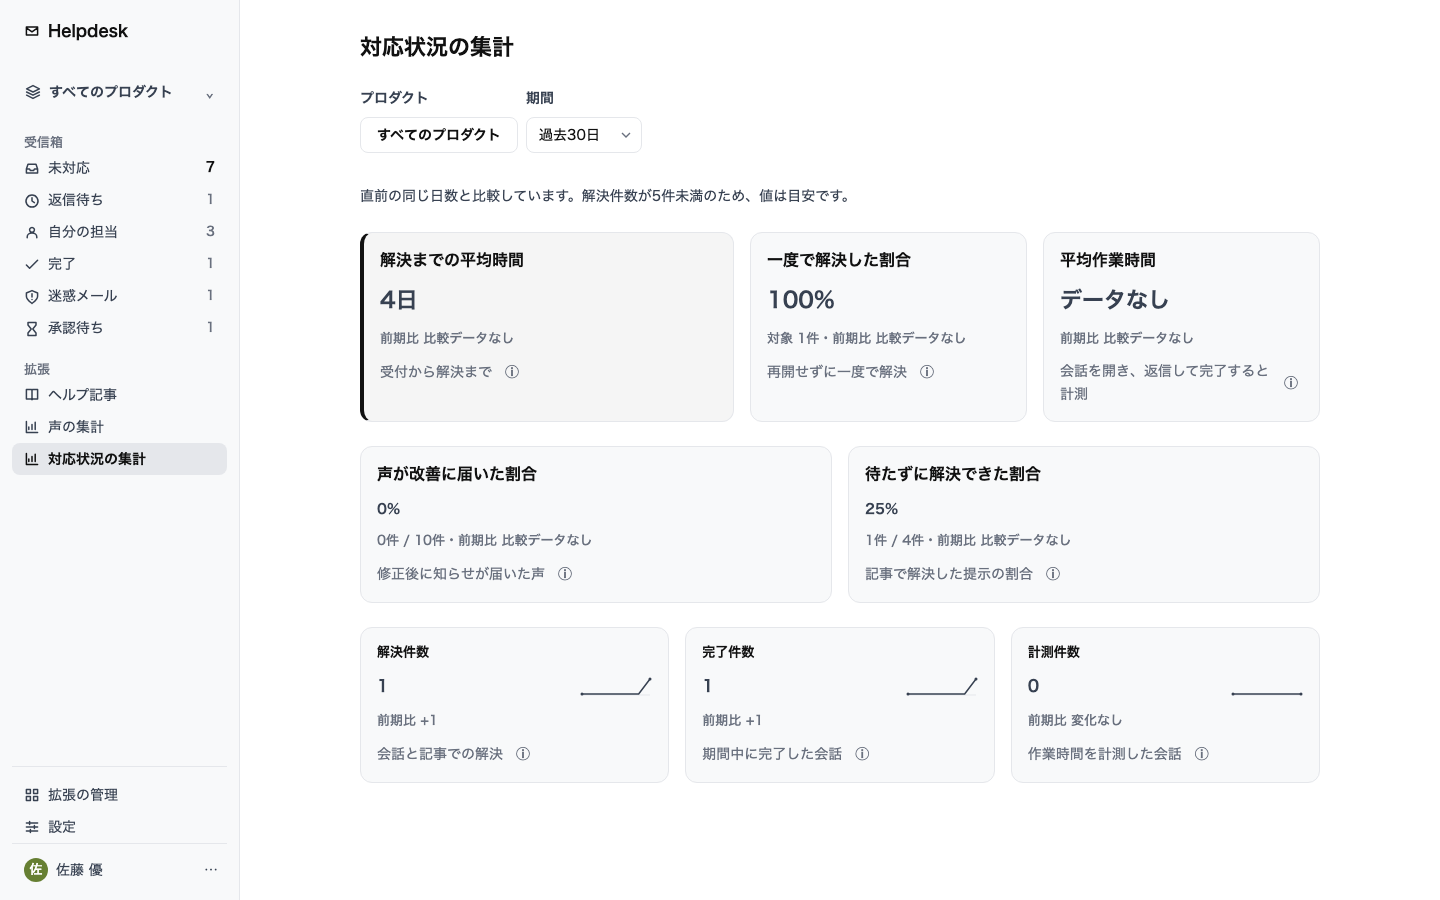 Helpdesk
すべてのプロダクト
受信箱
未対応 7
返信待ち 1
自分の担当 3
完了 1
迷惑メール 1
承認待ち 1
拡張
ヘルプ記事
声の集計
対応状況の集計
拡張の管理
設定
佐 佐藤 優 …
対応状況の集計
プロダクト 期間
すべてのプロダクト 過去30日
直前の同じ日数と比較しています。解決件数が5件未満のため、値は目安です。
解決までの平均時間
4日
前期比 比較データなし
受付から解決まで
一度で解決した割合
100%
対象 1件・前期比 比較データなし
再開せずに一度で解決
平均作業時間
データなし
前期比 比較データなし
会話を開き、返信して完了すると
計測
声が改善に届いた割合
0%
0件 / 10件・前期比 比較データなし
修正後に知らせが届いた声
待たずに解決できた割合
25%
1件 / 4件・前期比 比較データなし
記事で解決した提示の割合
解決件数
1
前期比 +1
会話と記事での解決
完了件数
1
前期比 +1
期間中に完了した会話
計測件数
0
前期比 変化なし
作業時間を計測した会話